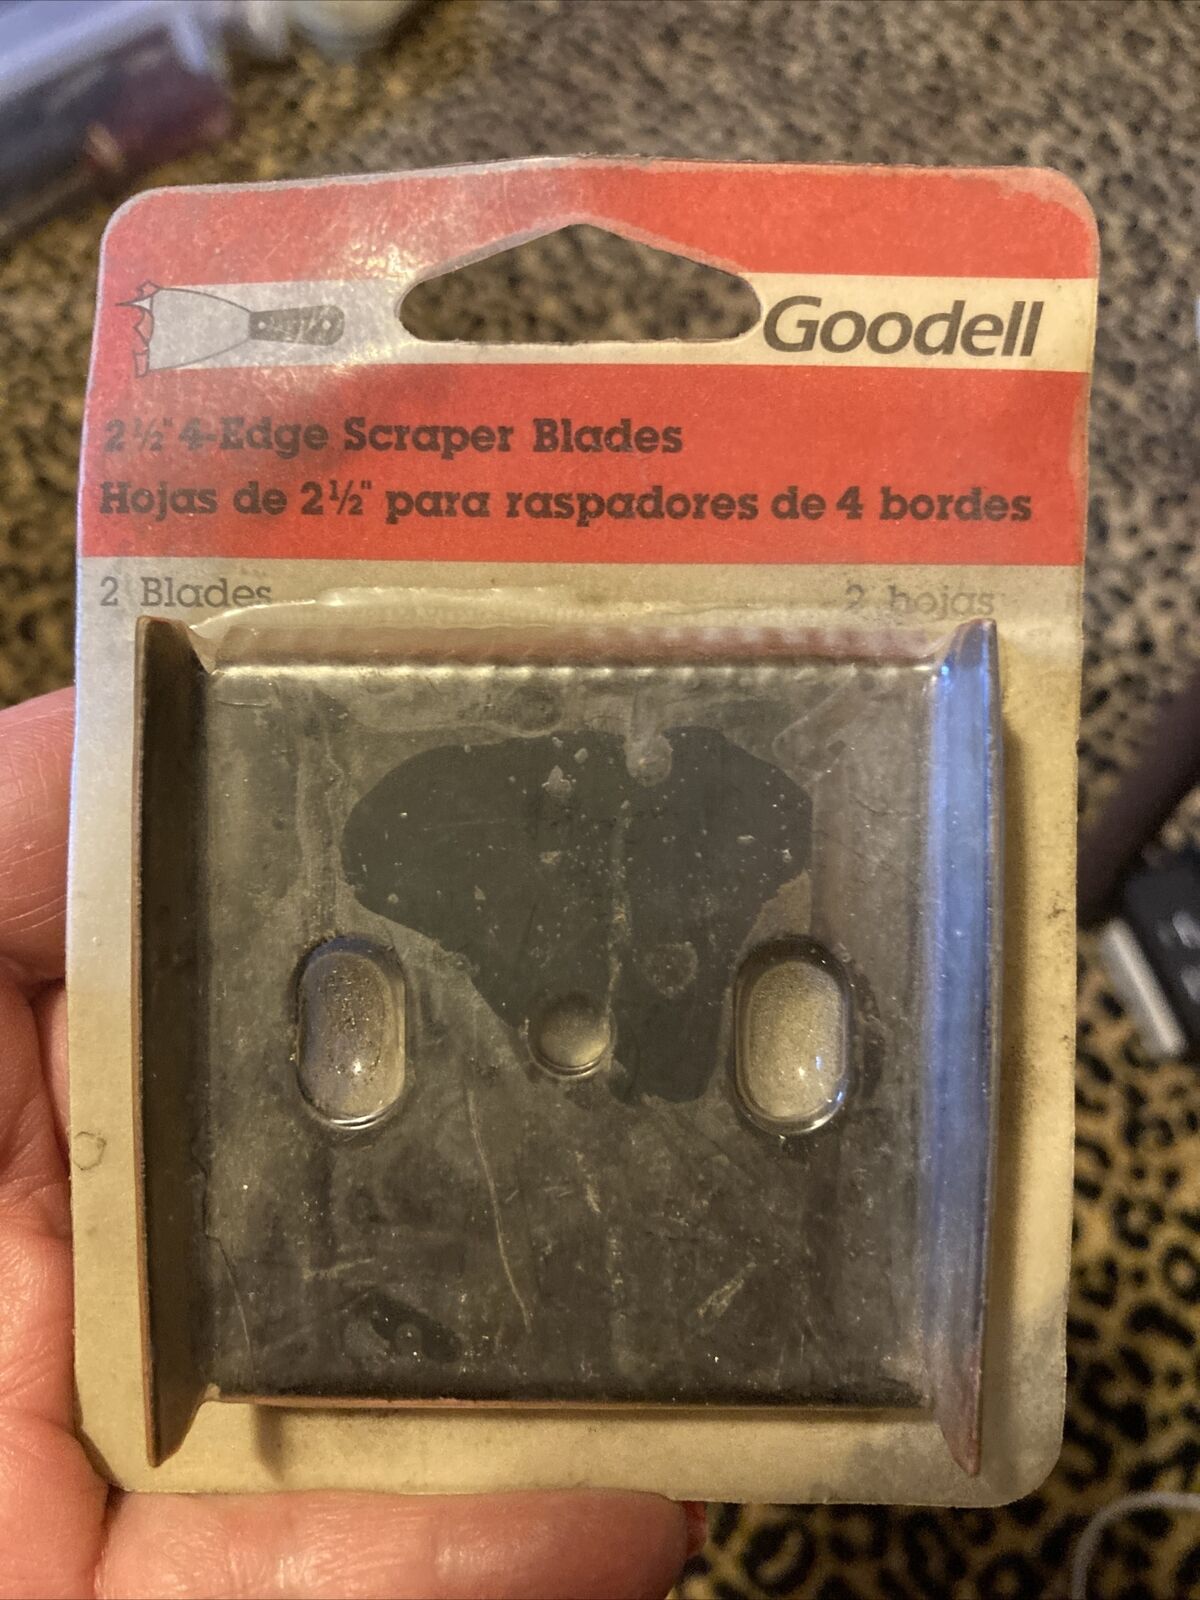 Goodell
2½" 4-Edge Scraper Blades
Hojas de 2½" para raspadores de 4 bordes
2 Blades 2 hojas